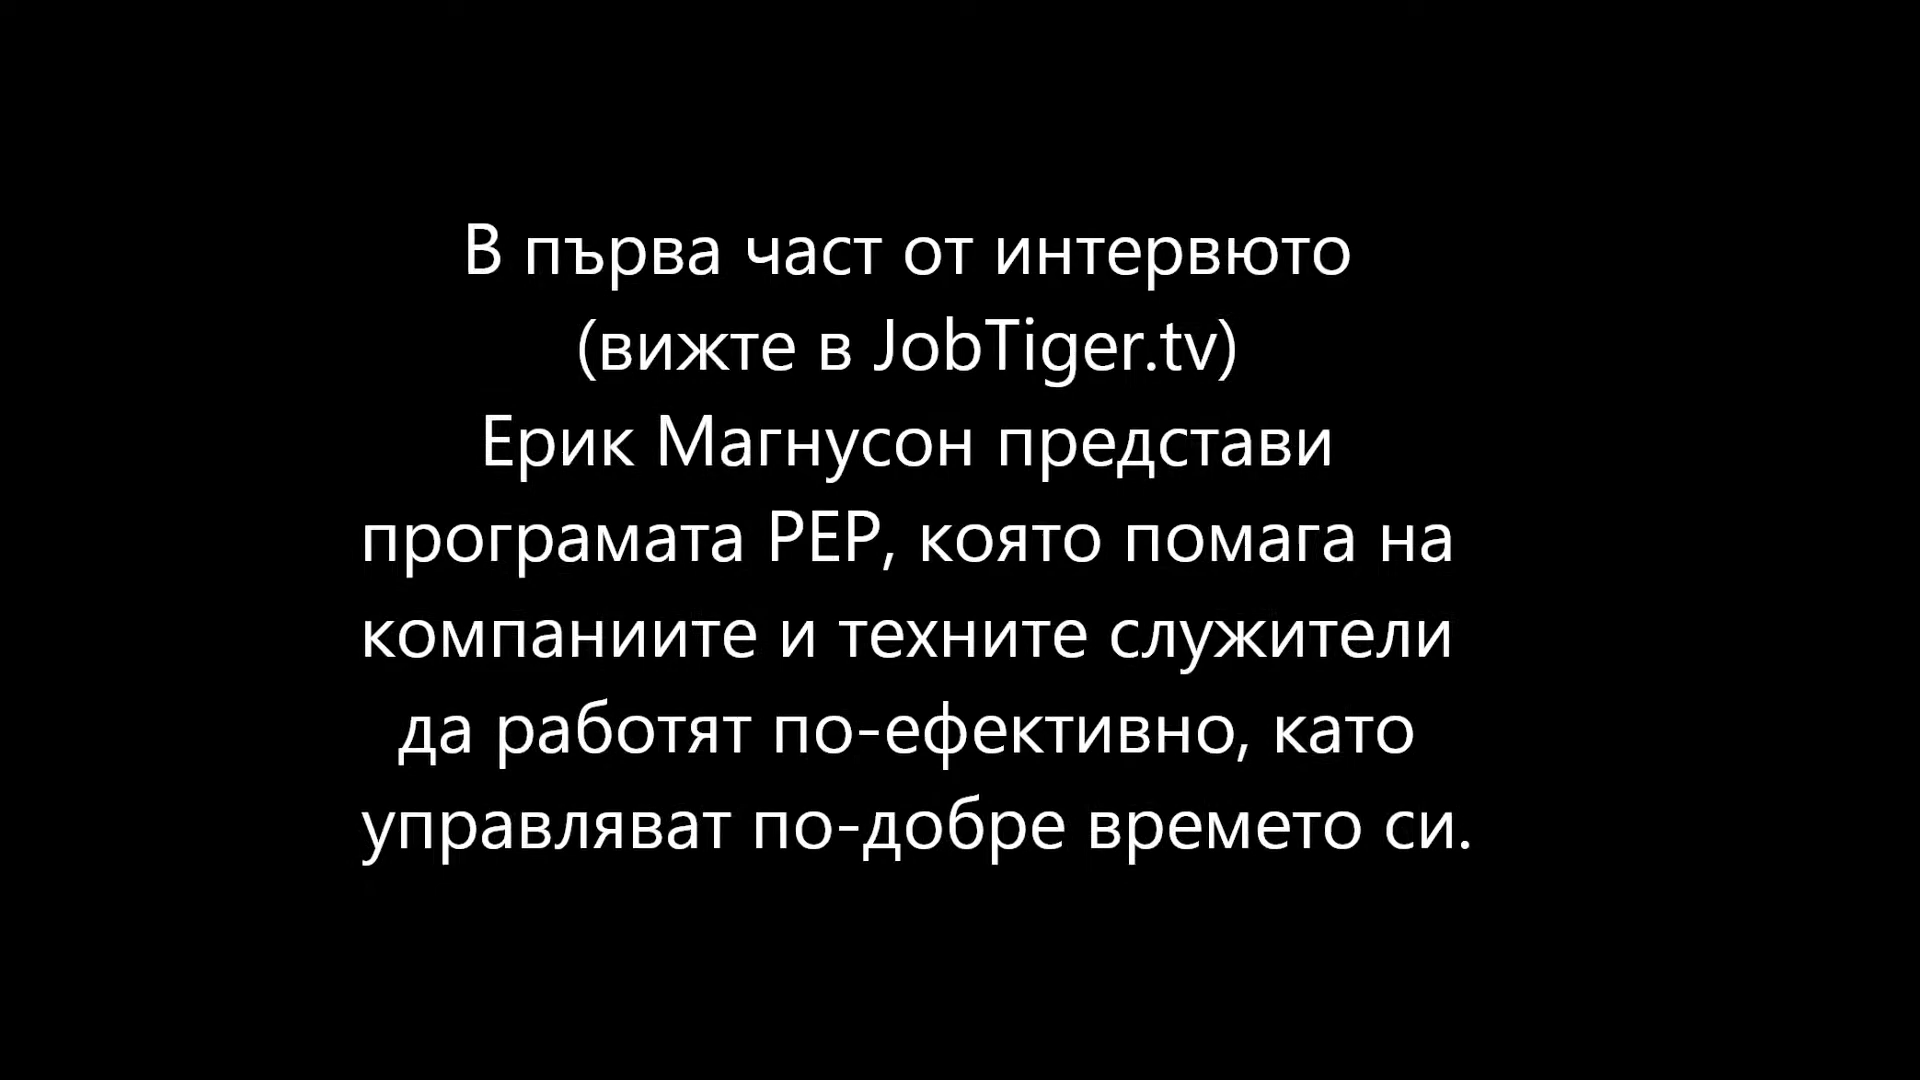 В първа част от интервюто
(вижте в JobTiger.tv)
Ерик Магнусон представи
програмата PEP, която помага на
компаниите и техните служители
да работят по-ефективно, като
управляват по-добре времето си.